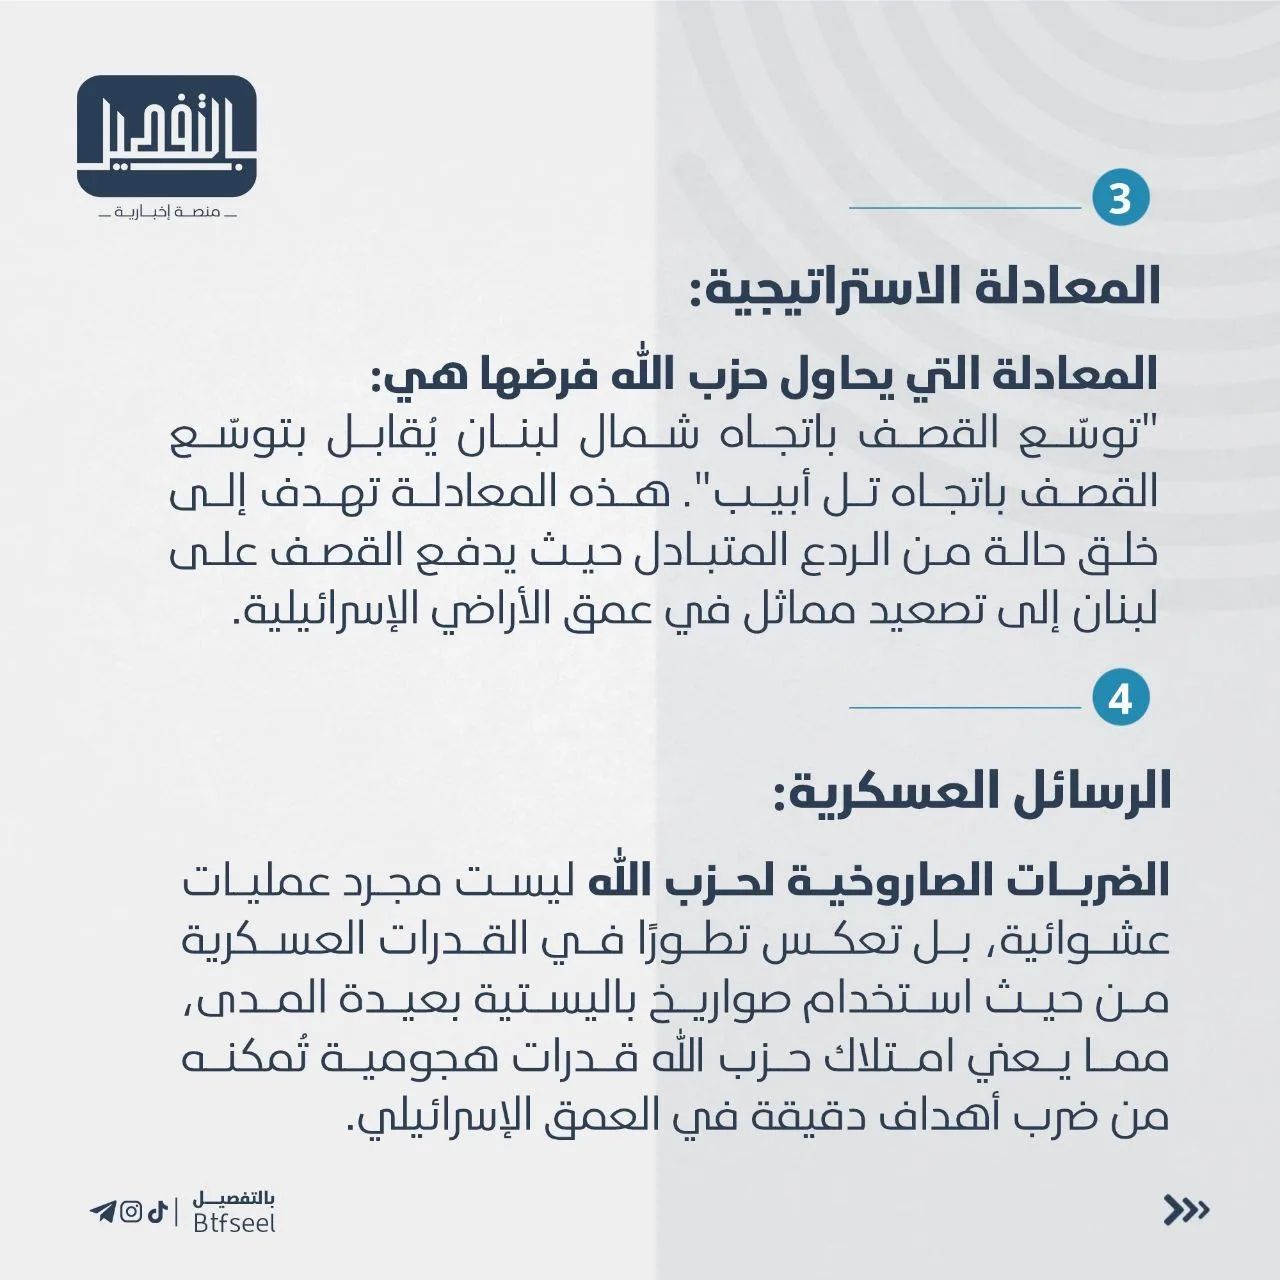 بالتفصيل
منصة إخبارية
3
المعادلة الاستراتيجية:
المعادلة التي يحاول حزب الله فرضها هي:
"توسّع القصف باتجاه شمال لبنان يُقابل بتوسّع
القصف باتجاه تل أبيب". هذه المعادلة تهدف إلى
خلق حالة من الردع المتبادل حيث يدفع القصف على
لبنان إلى تصعيد مماثل في عمق الأراضي الإسرائيلية.
4
الرسائل العسكرية:
الضربات الصاروخية لحزب الله ليست مجرد عمليات
عشوائية، بل تعكس تطورًا في القدرات العسكرية
من حيث استخدام صواريخ باليستية بعيدة المدى،
مما يعني امتلاك حزب الله قدرات هجومية تُمكنه
من ضرب أهداف دقيقة في العمق الإسرائيلي.
بالتفصيل
Btfseel